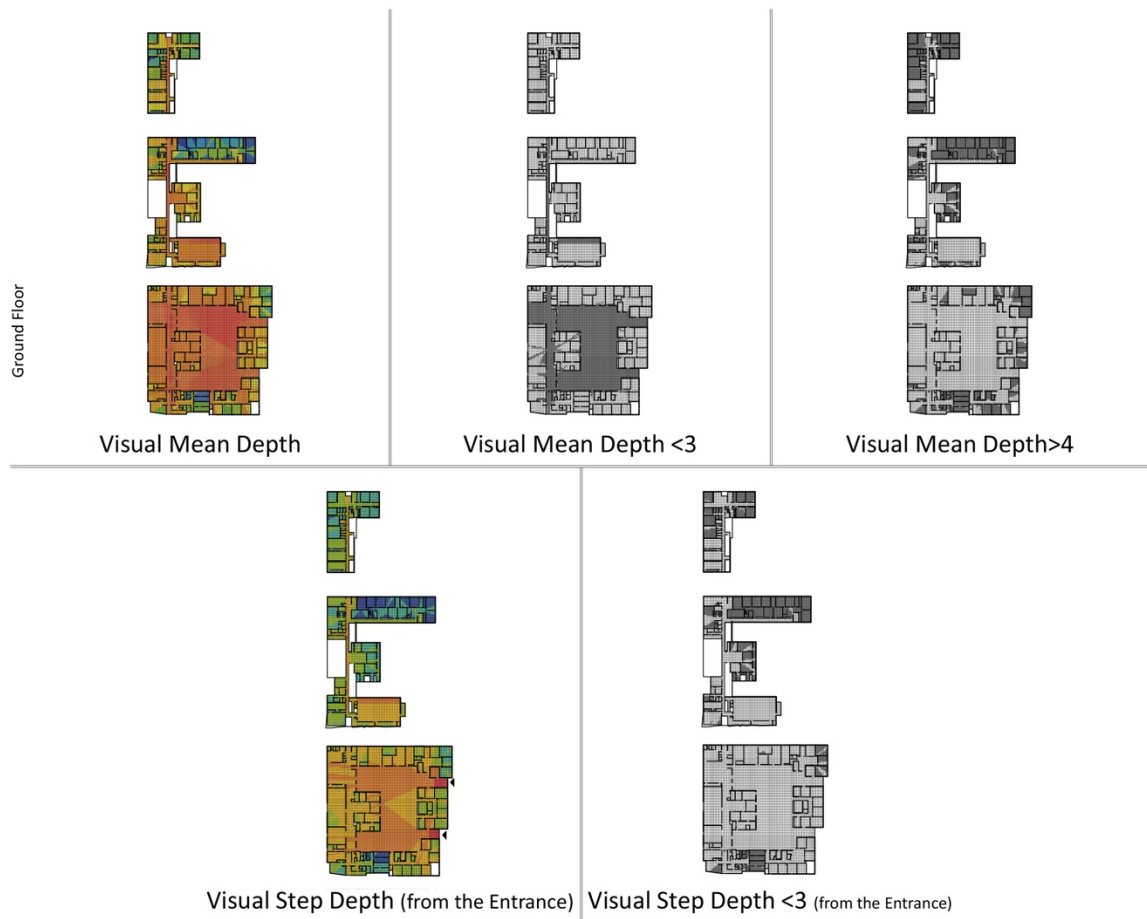 Ground Floor
Visual Mean Depth
Visual Mean Depth <3
Visual Mean Depth>4
Visual Step Depth (from the Entrance)
Visual Step Depth <3 (from the Entrance)